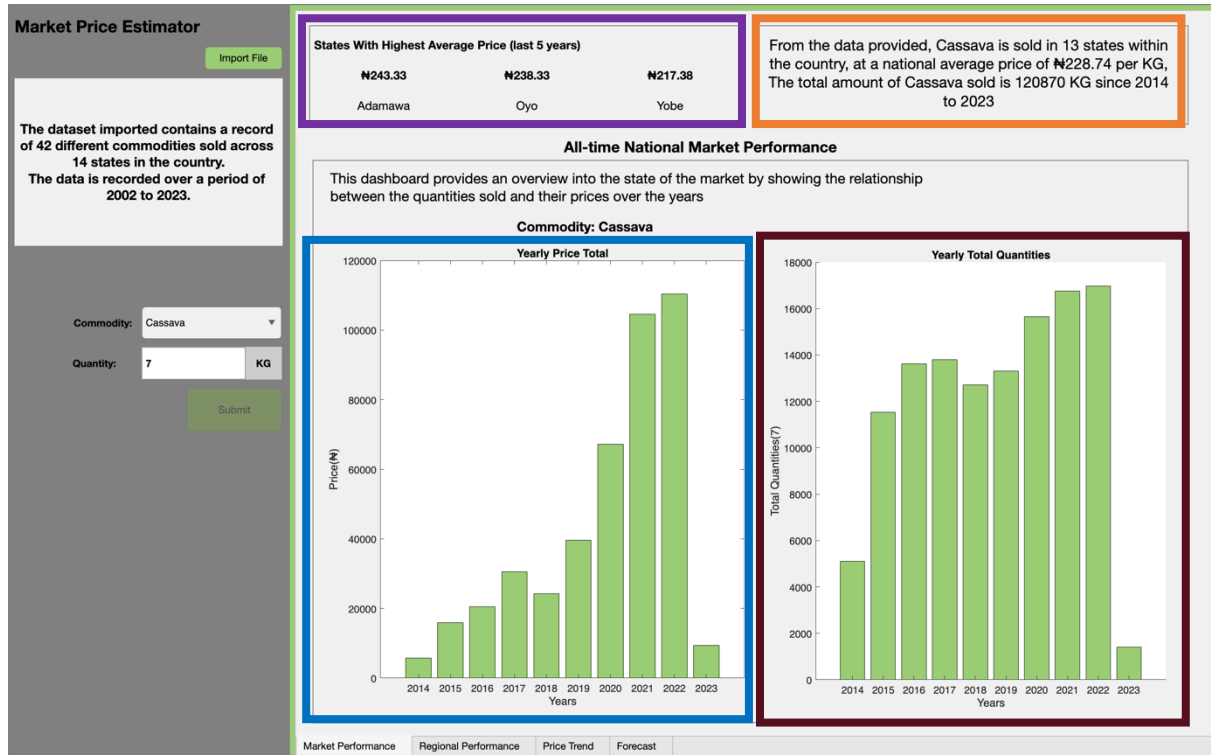 Market Price Estimator
Import File
The dataset imported contains a record
of 42 different commodities sold across
14 states in the country.
The data is recorded over a period of
2002 to 2023.
Commodity:
Cassava
Quantity:
7
KG
Submit
States With Highest Average Price (last 5 years)
₦243.33 ₦238.33 ₦217.38
Adamawa Oyo Yobe
From the data provided, Cassava is sold in 13 states within
the country, at a national average price of ₦228.74 per KG,
The total amount of Cassava sold is 120870 KG since 2014
to 2023
All-time National Market Performance
This dashboard provides an overview into the state of the market by showing the relationship
between the quantities sold and their prices over the years
Commodity: Cassava
Yearly Price Total
Price(₦)
120000
100000
80000
60000
40000
20000
0
2014 2015 2016 2017 2018 2019 2020 2021 2022 2023
Years
Yearly Total Quantities
Total Quantities(7)
18000
16000
14000
12000
10000
8000
6000
4000
2000
0
2014 2015 2016 2017 2018 2019 2020 2021 2022 2023
Years
Market Performance Regional Performance Price Trend Forecast